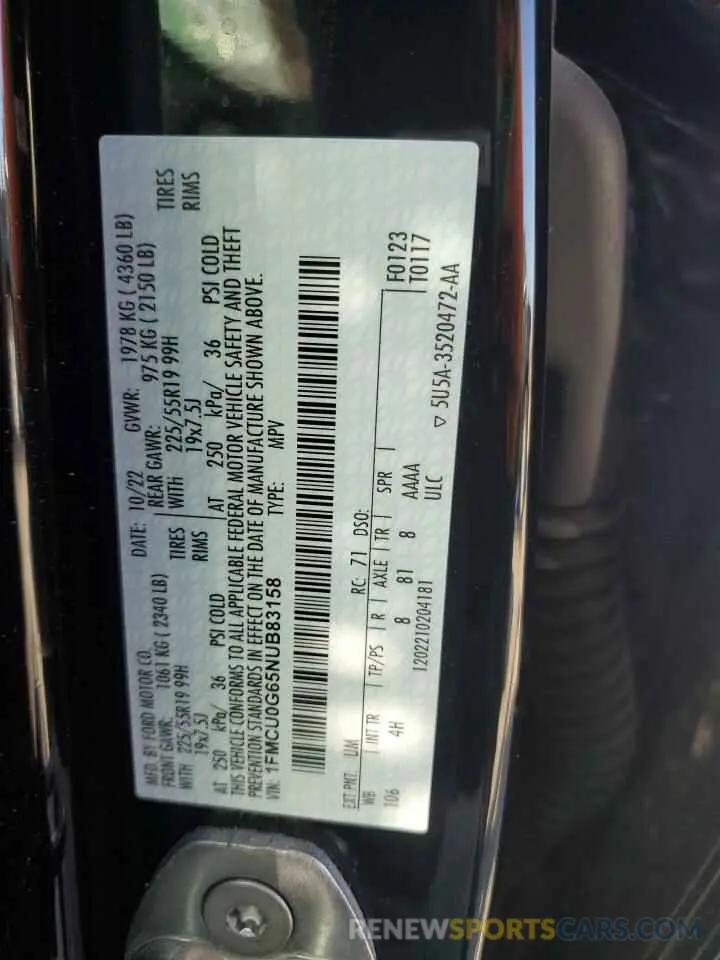 MFD. BY FORD MOTOR CO. DATE: 10/22 GVWR: 1978 KG ( 4360 LB)
FRONT GAWR: 1061 KG ( 2340 LB) REAR GAWR: 975 KG ( 2150 LB)
WITH 225/55R19 99H TIRES WITH 225/55R19 99H TIRES
19x7.5J RIMS 19x7.5J RIMS
AT 250 kPa/ 36 PSI COLD AT 250 kPa/ 36 PSI COLD
THIS VEHICLE CONFORMS TO ALL APPLICABLE FEDERAL MOTOR VEHICLE SAFETY AND THEFT
PREVENTION STANDARDS IN EFFECT ON THE DATE OF MANUFACTURE SHOWN ABOVE.
VIN: 1FMCU0G65NUB83158 TYPE: MPV
EXT PNT: UM RC: 71 DSO: F0123
WB INT TR TP/PS R AXLE TR SPR T0117
106 4H 8 81 8 AAAA
ULC
1202210204181 ▽ 5U5A-3520472-AA
RENEWSPORTSCARS.COM